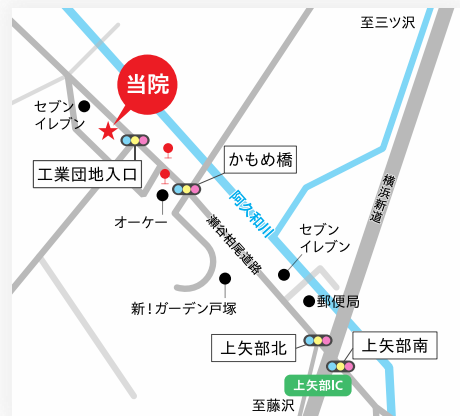 至三ツ沢
当院
セブン
イレブン
工業団地入口
かもめ橋
横浜新道
オーケー
阿久和川
瀬谷柏尾道路
セブン
イレブン
新！ガーデン戸塚
郵便局
上矢部北
上矢部南
上矢部IC
至藤沢